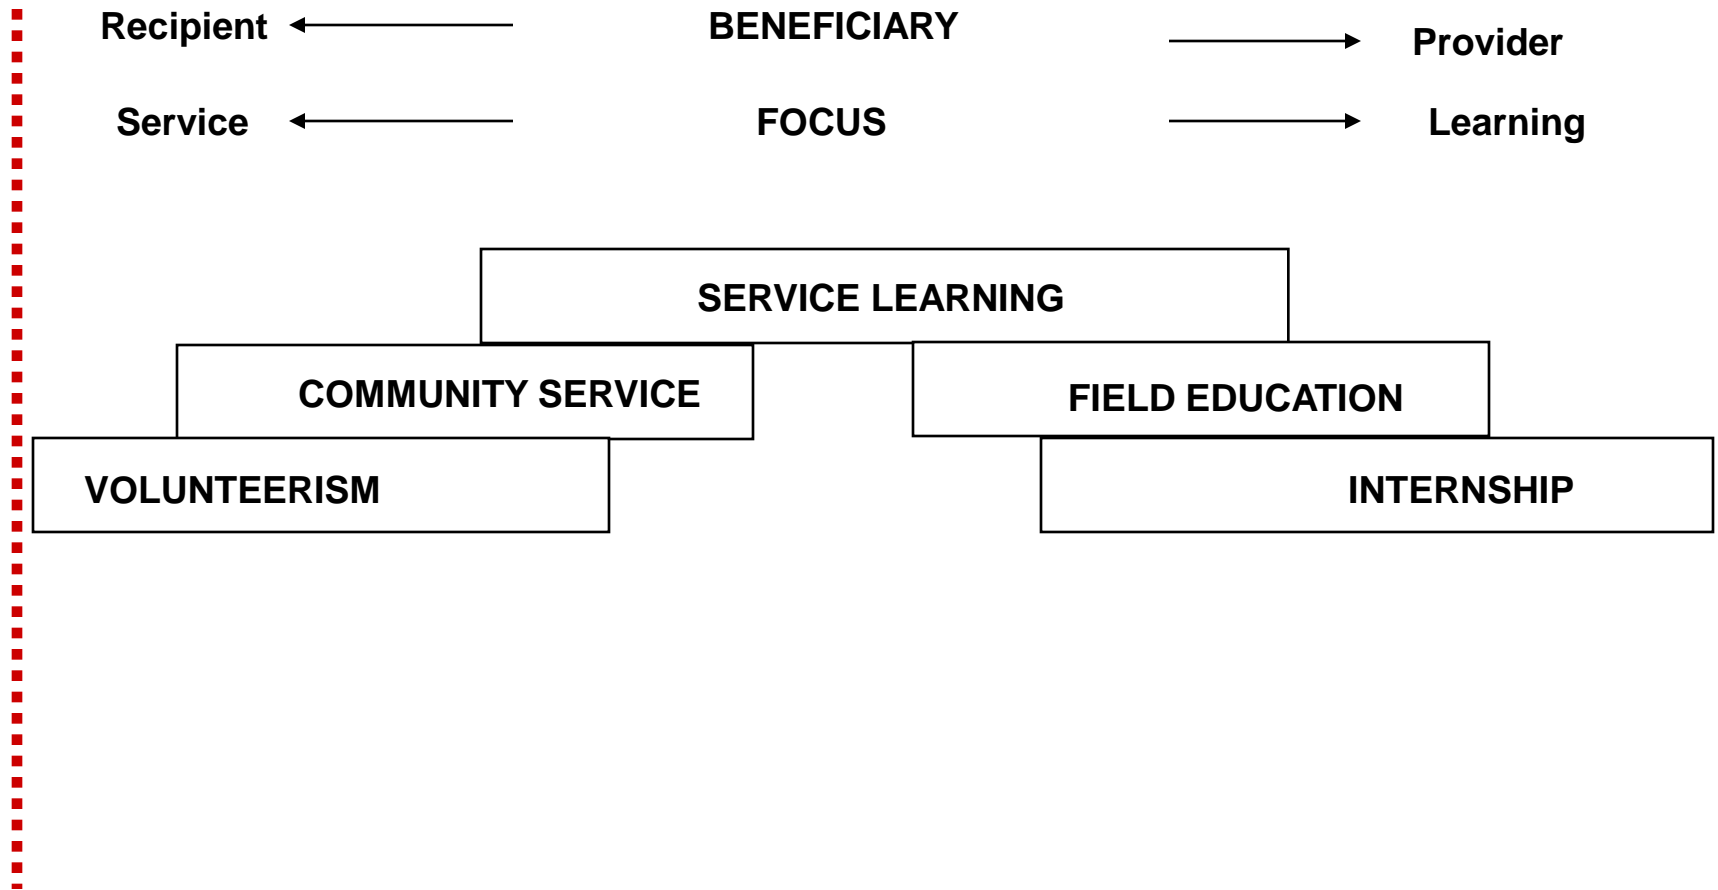 Recipient BENEFICIARY Provider
Service FOCUS Learning
SERVICE LEARNING
COMMUNITY SERVICE FIELD EDUCATION
VOLUNTEERISM INTERNSHIP